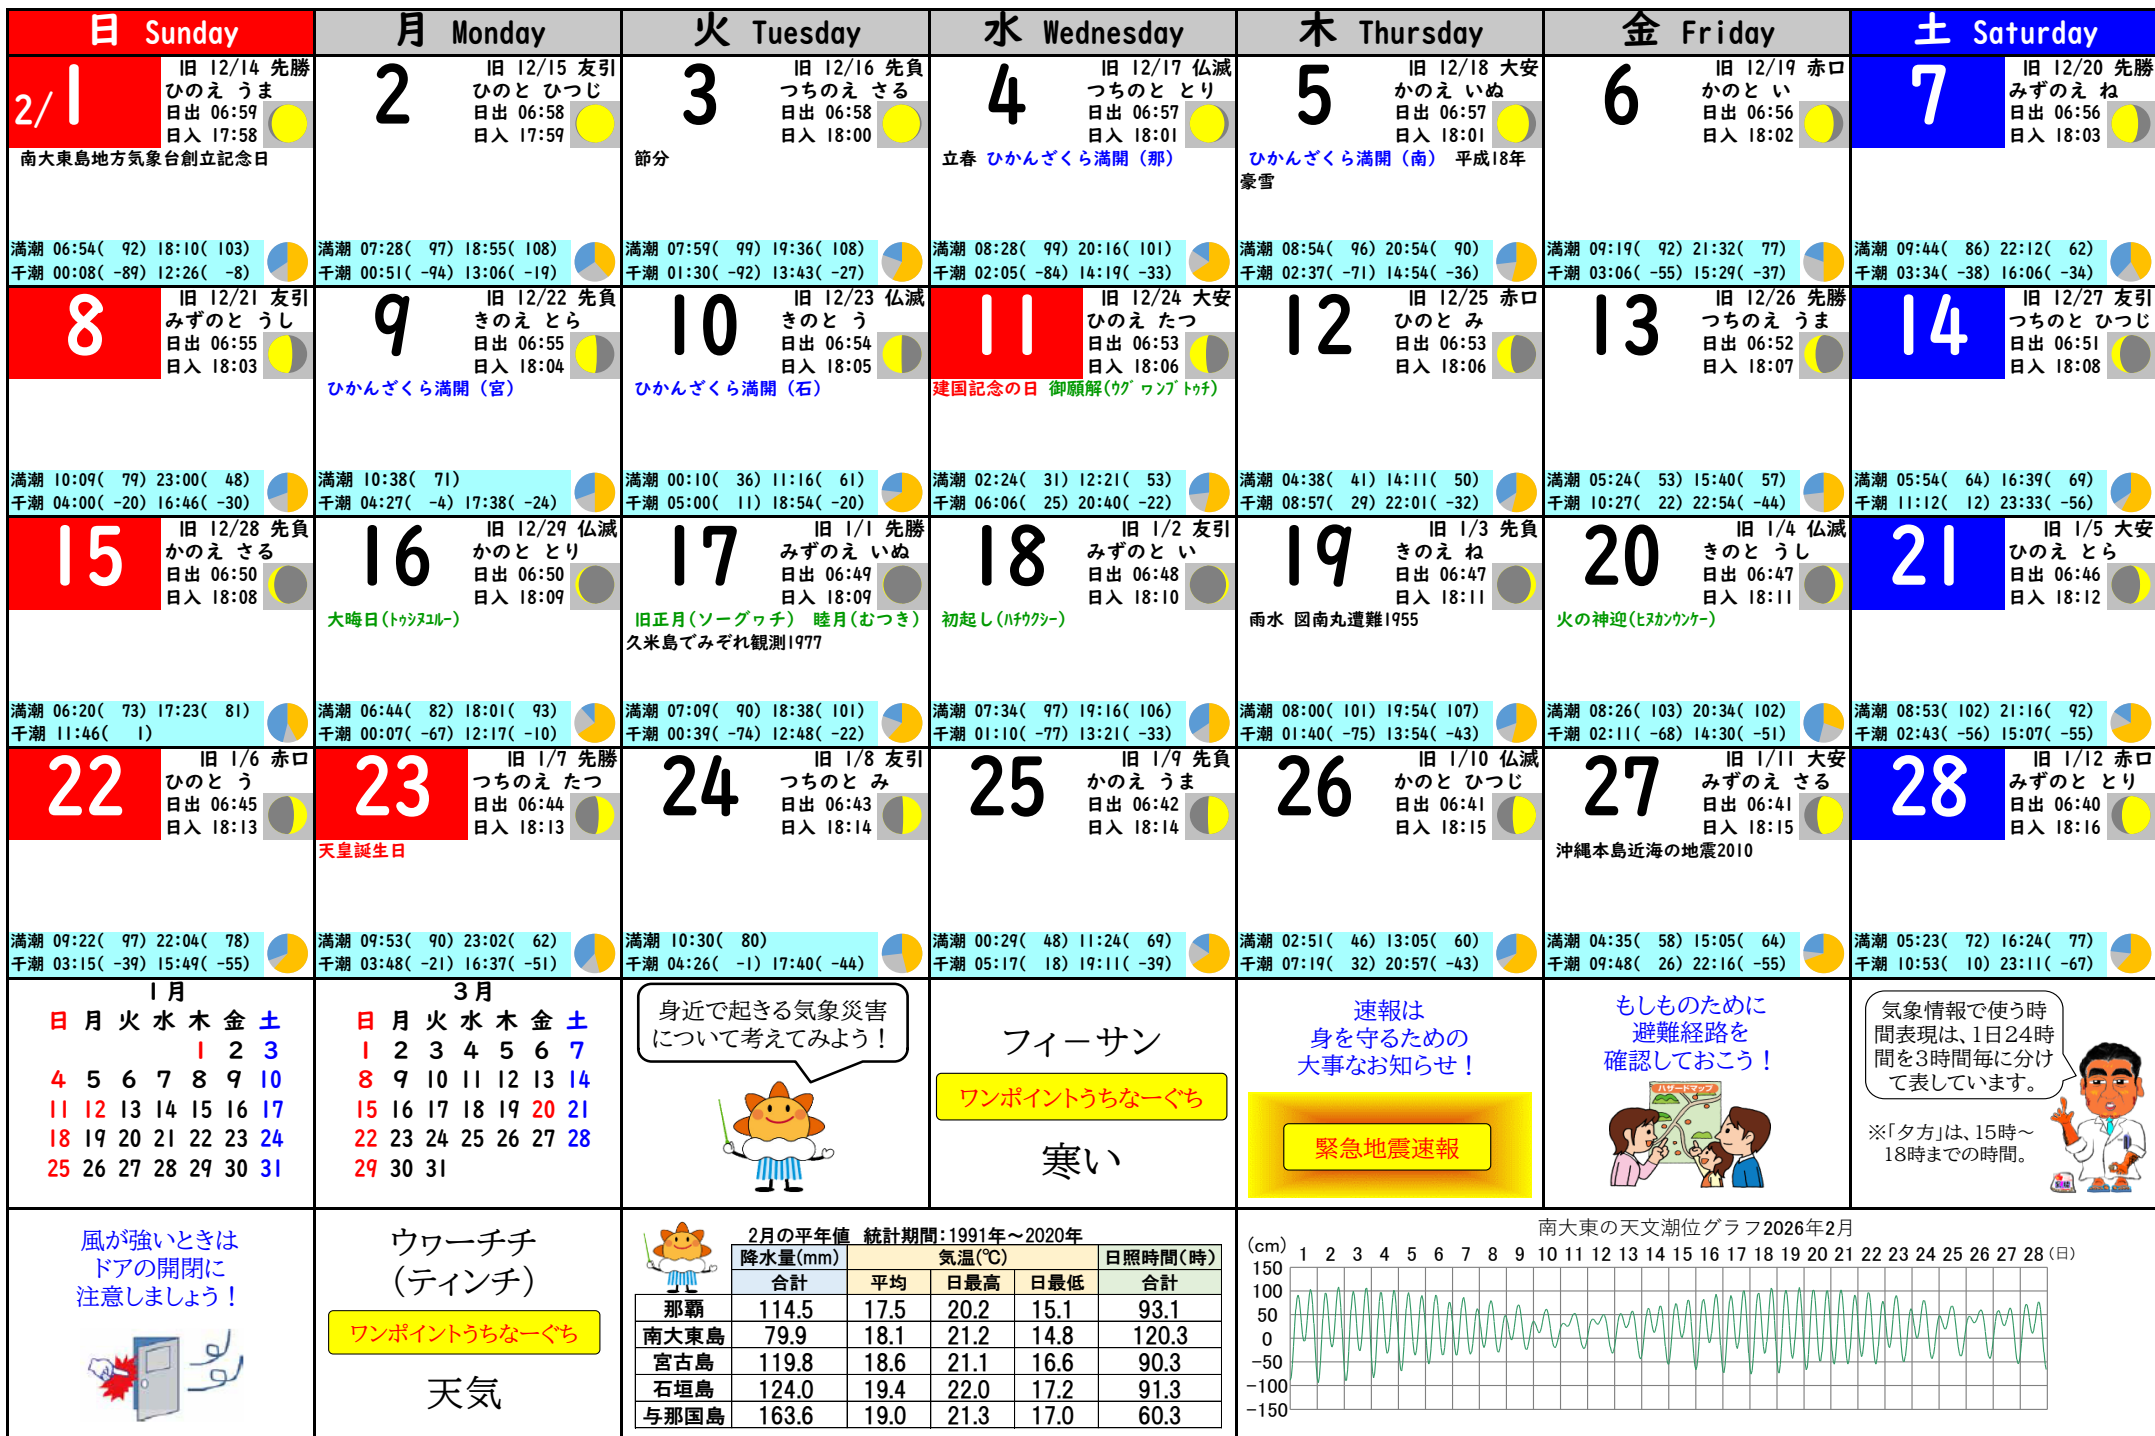 日 Sunday
月 Monday
火 Tuesday
水 Wednesday
木 Thursday
金 Friday
土 Saturday
2/1
旧 12/14 先勝
ひのえ うま
日出 06:59
日入 17:58
南大東島地方気象台創立記念日
満潮 06:54( 92) 18:10( 103)
干潮 00:08( -89) 12:26( -8)
2
旧 12/15 友引
ひのと ひつじ
日出 06:58
日入 17:59
満潮 07:28( 97) 18:55( 108)
干潮 00:51( -94) 13:06( -19)
3
旧 12/16 先負
つちのえ さる
日出 06:58
日入 18:00
節分
満潮 07:59( 99) 19:36( 108)
干潮 01:30( -92) 13:43( -27)
4
旧 12/17 仏滅
つちのと とり
日出 06:57
日入 18:01
立春 ひかんざくら満開（那）
満潮 08:28( 99) 20:16( 101)
干潮 02:05( -84) 14:19( -33)
5
旧 12/18 大安
かのえ いぬ
日出 06:57
日入 18:01
ひかんざくら満開（南） 平成18年
豪雪
満潮 08:54( 96) 20:54( 90)
干潮 02:37( -71) 14:54( -36)
6
旧 12/19 赤口
かのと い
日出 06:56
日入 18:02
満潮 09:19( 92) 21:32( 77)
干潮 03:06( -55) 15:29( -37)
7
旧 12/20 先勝
みずのえ ね
日出 06:56
日入 18:03
満潮 09:44( 86) 22:12( 62)
干潮 03:34( -38) 16:06( -34)
8
旧 12/21 友引
みずのと うし
日出 06:55
日入 18:03
満潮 10:09( 79) 23:00( 48)
干潮 04:00( -20) 16:46( -30)
9
旧 12/22 先負
きのえ とら
日出 06:55
日入 18:04
ひかんざくら満開（宮）
満潮 10:38( 71)
干潮 04:27( -4) 17:38( -24)
10
旧 12/23 仏滅
きのと う
日出 06:54
日入 18:05
ひかんざくら満開（石）
満潮 00:10( 36) 11:16( 61)
干潮 05:00( 11) 18:54( -20)
11
旧 12/24 大安
ひのえ たつ
日出 06:53
日入 18:06
建国記念の日 御願解(ｳｸﾞヮﾝﾌﾞﾄｩﾁ)
満潮 02:24( 31) 12:21( 53)
干潮 06:06( 25) 20:40( -22)
12
旧 12/25 赤口
ひのと み
日出 06:53
日入 18:06
満潮 04:38( 41) 14:11( 50)
干潮 08:57( 29) 22:01( -32)
13
旧 12/26 先勝
つちのえ うま
日出 06:52
日入 18:07
満潮 05:24( 53) 15:40( 57)
干潮 10:27( 22) 22:54( -44)
14
旧 12/27 友引
つちのと ひつじ
日出 06:51
日入 18:08
満潮 05:54( 64) 16:39( 69)
干潮 11:12( 12) 23:33( -56)
15
旧 12/28 先負
かのえ さる
日出 06:50
日入 18:08
満潮 06:20( 73) 17:23( 81)
干潮 11:46( 1)
16
旧 12/29 仏滅
かのと とり
日出 06:50
日入 18:09
大晦日(ﾄｩｼﾇﾕﾙｰ)
満潮 06:44( 82) 18:01( 93)
干潮 00:07( -67) 12:17( -10)
17
旧 1/1 先勝
みずのえ いぬ
日出 06:49
日入 18:09
旧正月(ソーグヮチ) 睦月(むつき)
久米島でみぞれ観測1977
満潮 07:09( 90) 18:38( 101)
干潮 00:39( -74) 12:48( -22)
18
旧 1/2 友引
みずのと い
日出 06:48
日入 18:10
初起し(ﾊﾁｳｸｼｰ)
満潮 07:34( 97) 19:16( 106)
干潮 01:10( -77) 13:21( -33)
19
旧 1/3 先負
きのえ ね
日出 06:47
日入 18:11
雨水 図南丸遭難1955
満潮 08:00( 101) 19:54( 107)
干潮 01:40( -75) 13:54( -43)
20
旧 1/4 仏滅
きのと うし
日出 06:47
日入 18:11
火の神迎(ﾋﾇｶﾝｳﾝｹｰ)
満潮 08:26( 103) 20:34( 102)
干潮 02:11( -68) 14:30( -51)
21
旧 1/5 大安
ひのえ とら
日出 06:46
日入 18:12
満潮 08:53( 102) 21:16( 92)
干潮 02:43( -56) 15:07( -55)
22
旧 1/6 赤口
ひのと う
日出 06:45
日入 18:13
満潮 09:22( 97) 22:04( 78)
干潮 03:15( -39) 15:49( -55)
23
旧 1/7 先勝
つちのえ たつ
日出 06:44
日入 18:13
天皇誕生日
満潮 09:53( 90) 23:02( 62)
干潮 03:48( -21) 16:37( -51)
24
旧 1/8 友引
つちのと み
日出 06:43
日入 18:14
満潮 10:30( 80)
干潮 04:26( -1) 17:40( -44)
25
旧 1/9 先負
かのえ うま
日出 06:42
日入 18:14
満潮 00:29( 48) 11:24( 69)
干潮 05:17( 18) 19:11( -39)
26
旧 1/10 仏滅
かのと ひつじ
日出 06:41
日入 18:15
満潮 02:51( 46) 13:05( 60)
干潮 07:19( 32) 20:57( -43)
27
旧 1/11 大安
みずのえ さる
日出 06:41
日入 18:15
沖縄本島近海の地震2010
満潮 04:35( 58) 15:05( 64)
干潮 09:48( 26) 22:16( -55)
28
旧 1/12 赤口
みずのと とり
日出 06:40
日入 18:16
満潮 05:23( 72) 16:24( 77)
干潮 10:53( 10) 23:11( -67)
1月
日 月 火 水 木 金 土
1 2 3
4 5 6 7 8 9 10
11 12 13 14 15 16 17
18 19 20 21 22 23 24
25 26 27 28 29 30 31
3月
日 月 火 水 木 金 土
1 2 3 4 5 6 7
8 9 10 11 12 13 14
15 16 17 18 19 20 21
22 23 24 25 26 27 28
29 30 31
身近で起きる気象災害
について考えてみよう！
フィーサン
ワンポイントうちなーぐち
寒い
速報は
身を守るための
大事なお知らせ！
緊急地震速報
もしものために
避難経路を
確認しておこう！
ハザードマップ
気象情報で使う時
間表現は、1日24時
間を3時間毎に分け
て表しています。
※「夕方」は、15時～
18時までの時間。
風が強いときは
ドアの開閉に
注意しましょう！
ウヮーチチ
（ティンチ）
ワンポイントうちなーぐち
天気
2月の平年値 統計期間：1991年～2020年
降水量(mm) 気温(℃) 日照時間(時)
合計 平均 日最高 日最低 合計
那覇 114.5 17.5 20.2 15.1 93.1
南大東島 79.9 18.1 21.2 14.8 120.3
宮古島 119.8 18.6 21.1 16.6 90.3
石垣島 124.0 19.4 22.0 17.2 91.3
与那国島 163.6 19.0 21.3 17.0 60.3
南大東の天文潮位グラフ2026年2月
(cm)
1 2 3 4 5 6 7 8 9 10 11 12 13 14 15 16 17 18 19 20 21 22 23 24 25 26 27 28 (日)
150
100
50
0
-50
-100
-150